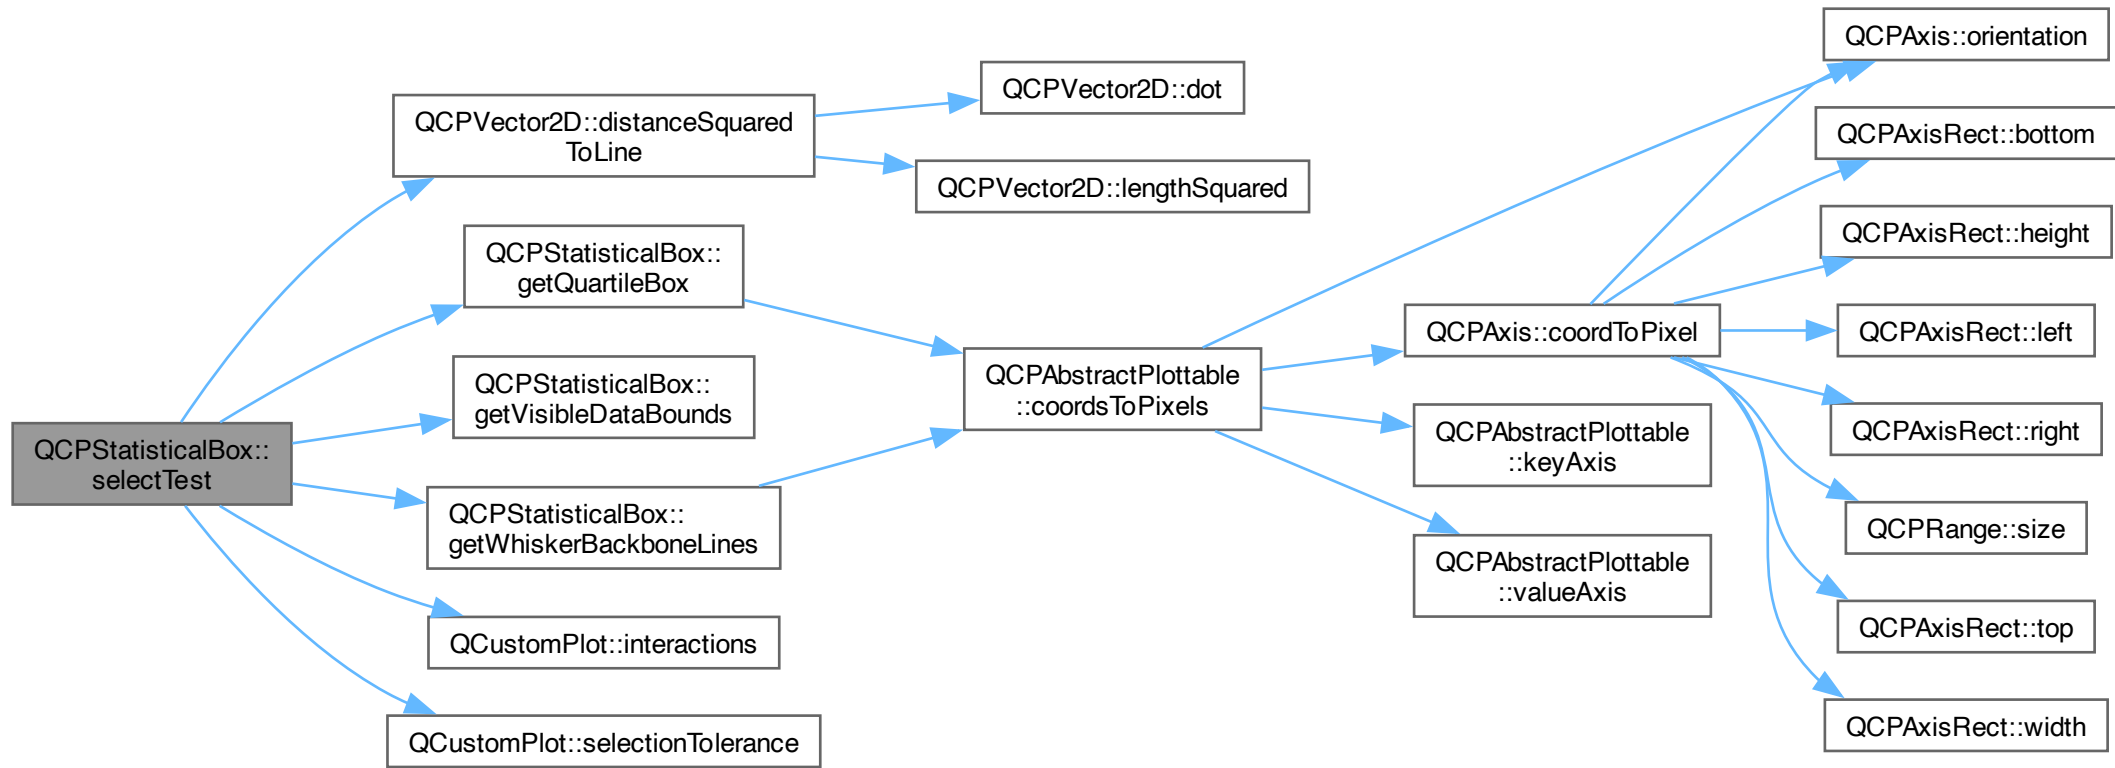 QCPStatisticalBox::
selectTest
QCPVector2D::distanceSquared
ToLine
QCPVector2D::dot
QCPVector2D::lengthSquared
QCPStatisticalBox::
getQuartileBox
QCPStatisticalBox::
getVisibleDataBounds
QCPStatisticalBox::
getWhiskerBackboneLines
QCustomPlot::interactions
QCustomPlot::selectionTolerance
QCPAbstractPlottable
::coordsToPixels
QCPAxis::coordToPixel
QCPAbstractPlottable
::keyAxis
QCPAbstractPlottable
::valueAxis
QCPAxis::orientation
QCPAxisRect::bottom
QCPAxisRect::height
QCPAxisRect::left
QCPAxisRect::right
QCPRange::size
QCPAxisRect::top
QCPAxisRect::width